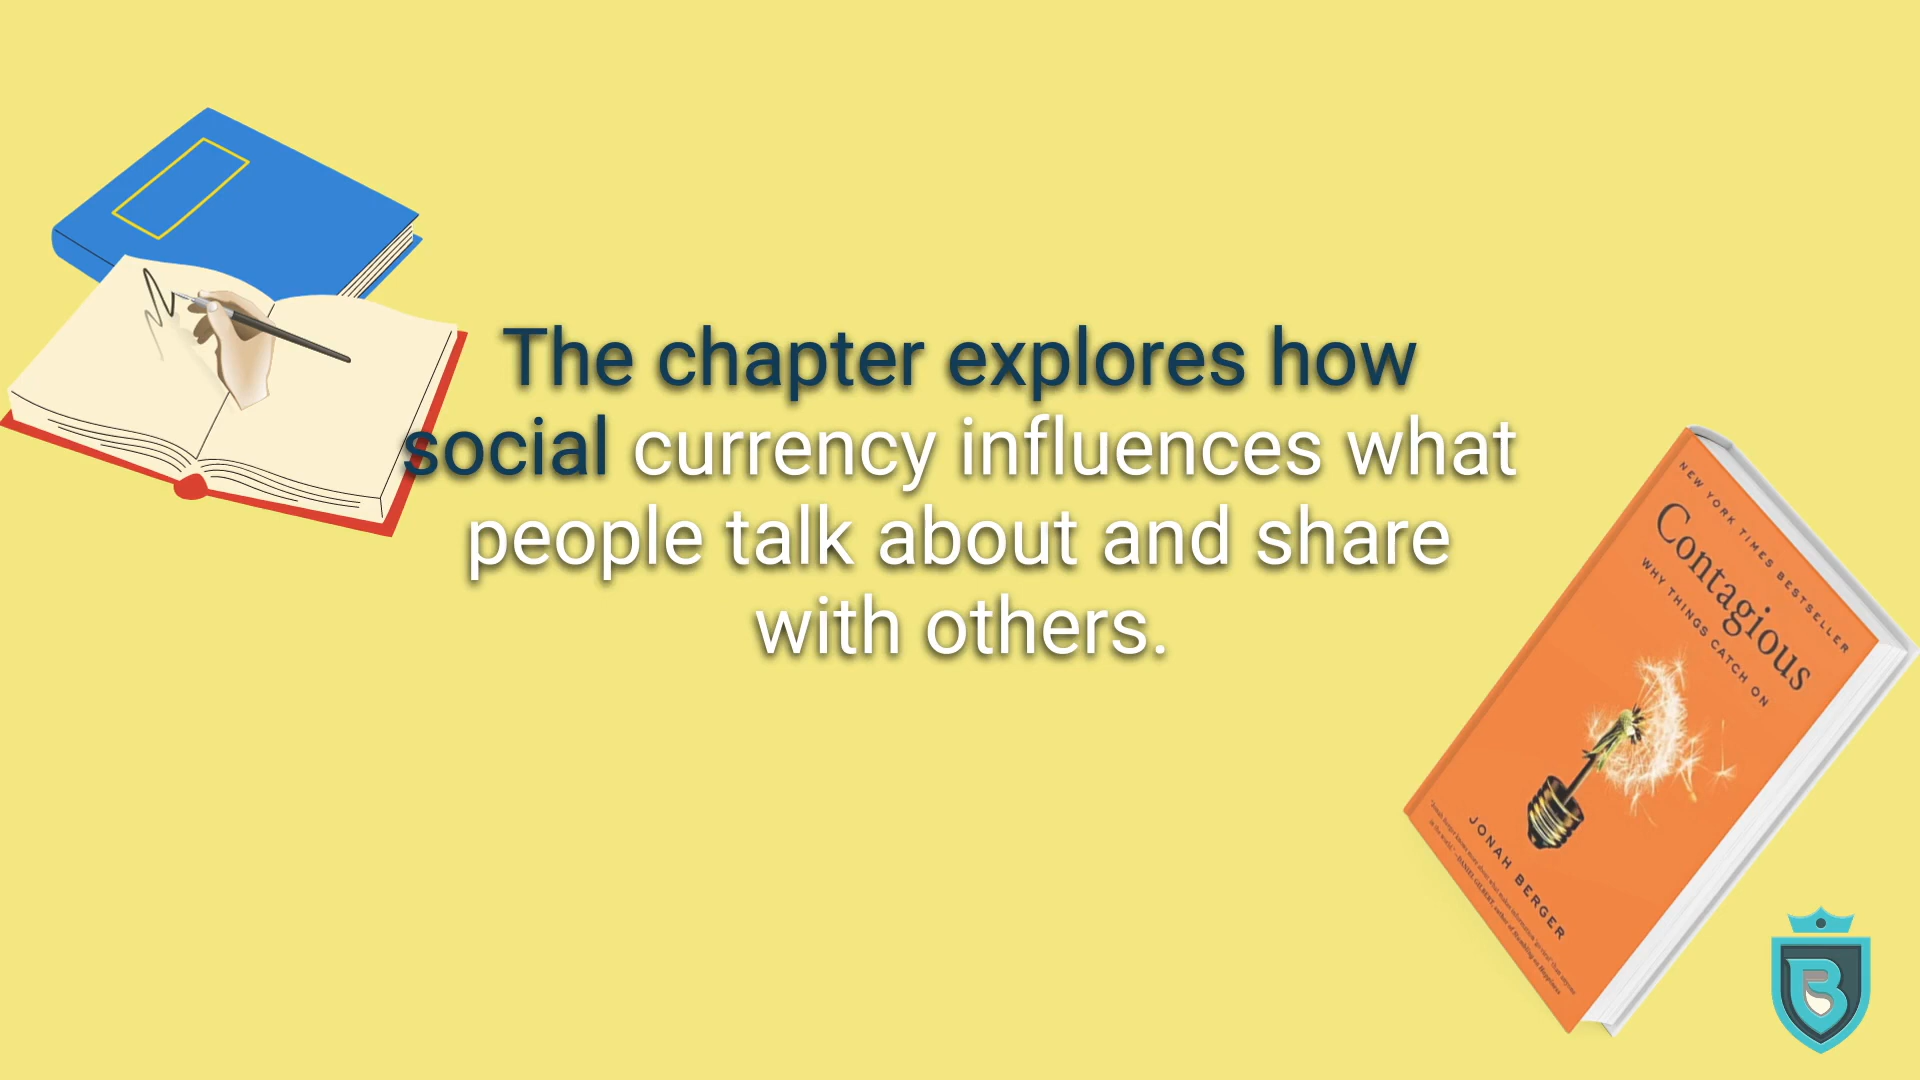 The chapter explores how
social currency influences what
people talk about and share
with others.
NEW YORK TIMES BESTSELLER
Contagious
WHY THINGS CATCH ON
JONAH BERGER
B